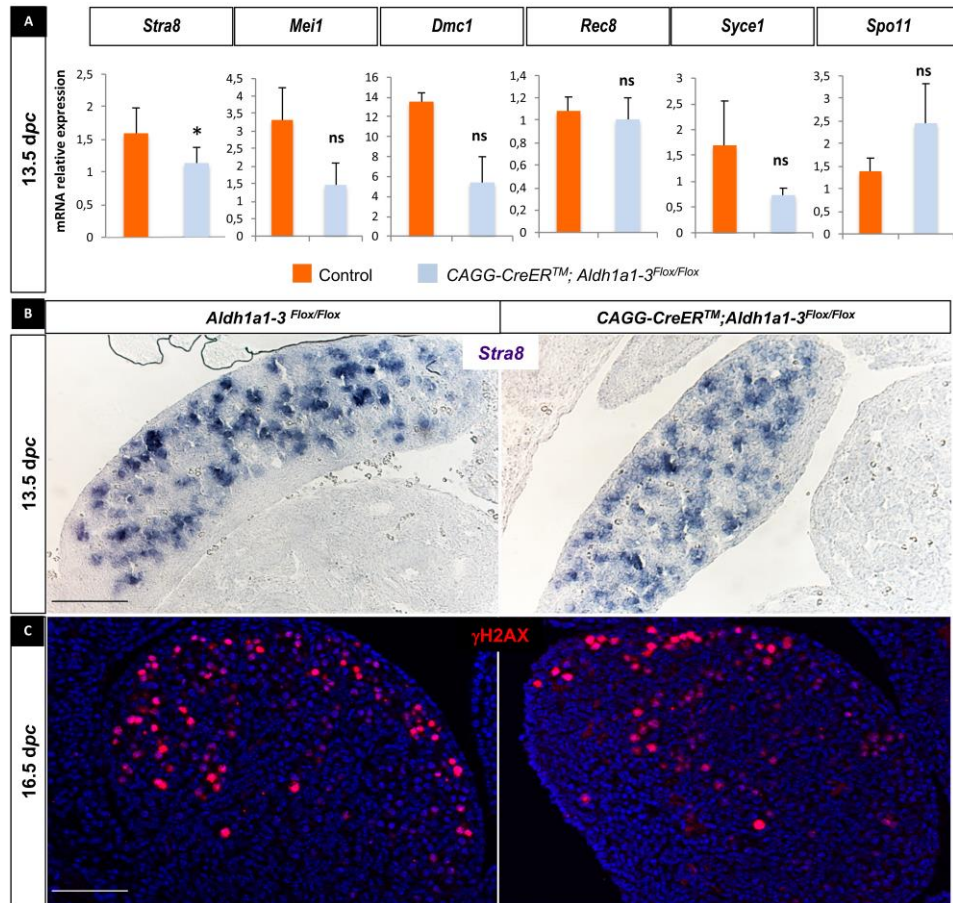 A
Stra8 Mei1 Dmc1 Rec8 Syce1 Spo11
13.5 dpc
mRNA relative expression
2,5
2
1,5
1
0,5
0
*
4,5
4
3,5
3
2,5
2
1,5
1
0,5
0
ns
16
14
12
10
8
6
4
2
0
ns
1,4
1,2
1
0,8
0,6
0,4
0,2
0
ns
3
2,5
2
1,5
1
0,5
0
ns
3,5
3
2,5
2
1,5
1
0,5
0
ns
Control CAGG-CreERTM; Aldh1a1-3Flox/Flox
B
Aldh1a1-3 Flox/Flox CAGG-CreERTM;Aldh1a1-3Flox/Flox
Stra8
13.5 dpc
C
γH2AX
16.5 dpc